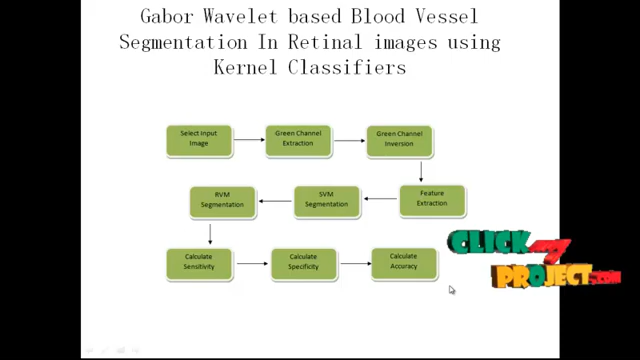 Gabor Wavelet based Blood Vessel
Segmentation In Retinal images using
Kernel Classifiers
Select Input
Image
Green Channel
Extraction
Green Channel
Inversion
Feature
Extraction
SVM
Segmentation
RVM
Segmentation
Calculate
Sensitivity
Calculate
Specificity
Calculate
Accuracy
CLICK
My
PROJECT.COM